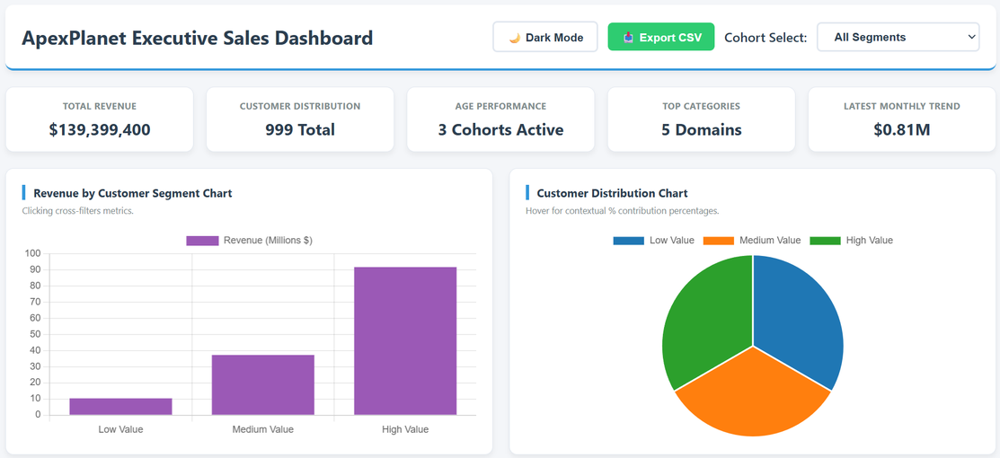 ApexPlanet Executive Sales Dashboard
🌙 Dark Mode
📥 Export CSV
Cohort Select:
All Segments
TOTAL REVENUE
$139,399,400
CUSTOMER DISTRIBUTION
999 Total
AGE PERFORMANCE
3 Cohorts Active
TOP CATEGORIES
5 Domains
LATEST MONTHLY TREND
$0.81M
Revenue by Customer Segment Chart
Clicking cross-filters metrics.
Revenue (Millions $)
100
90
80
70
60
50
40
30
20
10
0
Low Value
Medium Value
High Value
Customer Distribution Chart
Hover for contextual % contribution percentages.
Low Value
Medium Value
High Value